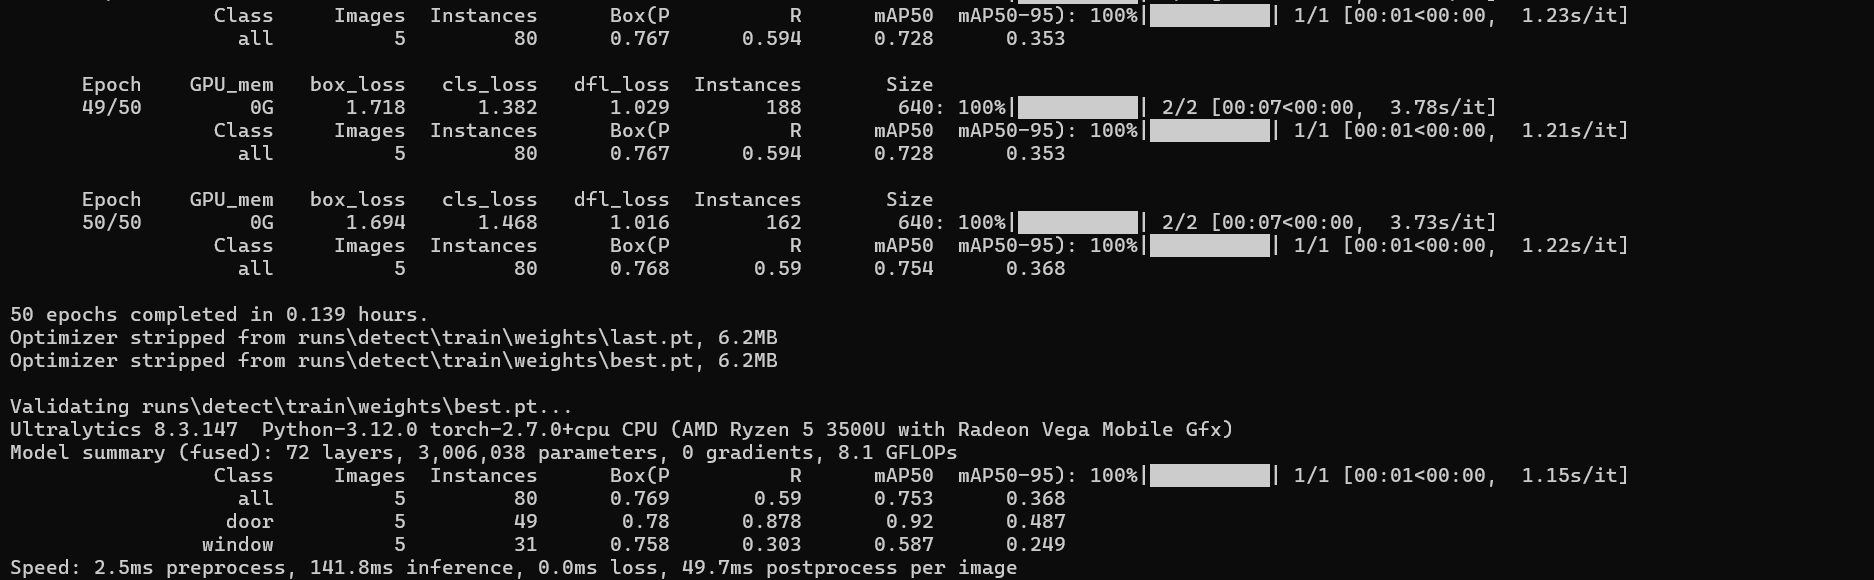 Class Images Instances Box(P R mAP50 mAP50-95): 100%|██████████| 1/1 [00:01<00:00, 1.23s/it]
all 5 80 0.767 0.594 0.728 0.353
Epoch GPU_mem box_loss cls_loss dfl_loss Instances Size
49/50 0G 1.718 1.382 1.029 188 640: 100%|██████████| 2/2 [00:07<00:00, 3.78s/it]
Class Images Instances Box(P R mAP50 mAP50-95): 100%|██████████| 1/1 [00:01<00:00, 1.21s/it]
all 5 80 0.767 0.594 0.728 0.353
Epoch GPU_mem box_loss cls_loss dfl_loss Instances Size
50/50 0G 1.694 1.468 1.016 162 640: 100%|██████████| 2/2 [00:07<00:00, 3.73s/it]
Class Images Instances Box(P R mAP50 mAP50-95): 100%|██████████| 1/1 [00:01<00:00, 1.22s/it]
all 5 80 0.768 0.59 0.754 0.368
50 epochs completed in 0.139 hours.
Optimizer stripped from runs\detect\train\weights\last.pt, 6.2MB
Optimizer stripped from runs\detect\train\weights\best.pt, 6.2MB
Validating runs\detect\train\weights\best.pt...
Ultralytics 8.3.147 Python-3.12.0 torch-2.7.0+cpu CPU (AMD Ryzen 5 3500U with Radeon Vega Mobile Gfx)
Model summary (fused): 72 layers, 3,006,038 parameters, 0 gradients, 8.1 GFLOPs
Class Images Instances Box(P R mAP50 mAP50-95): 100%|██████████| 1/1 [00:01<00:00, 1.15s/it]
all 5 80 0.769 0.59 0.753 0.368
door 5 49 0.78 0.878 0.92 0.487
window 5 31 0.758 0.303 0.587 0.249
Speed: 2.5ms preprocess, 141.8ms inference, 0.0ms loss, 49.7ms postprocess per image